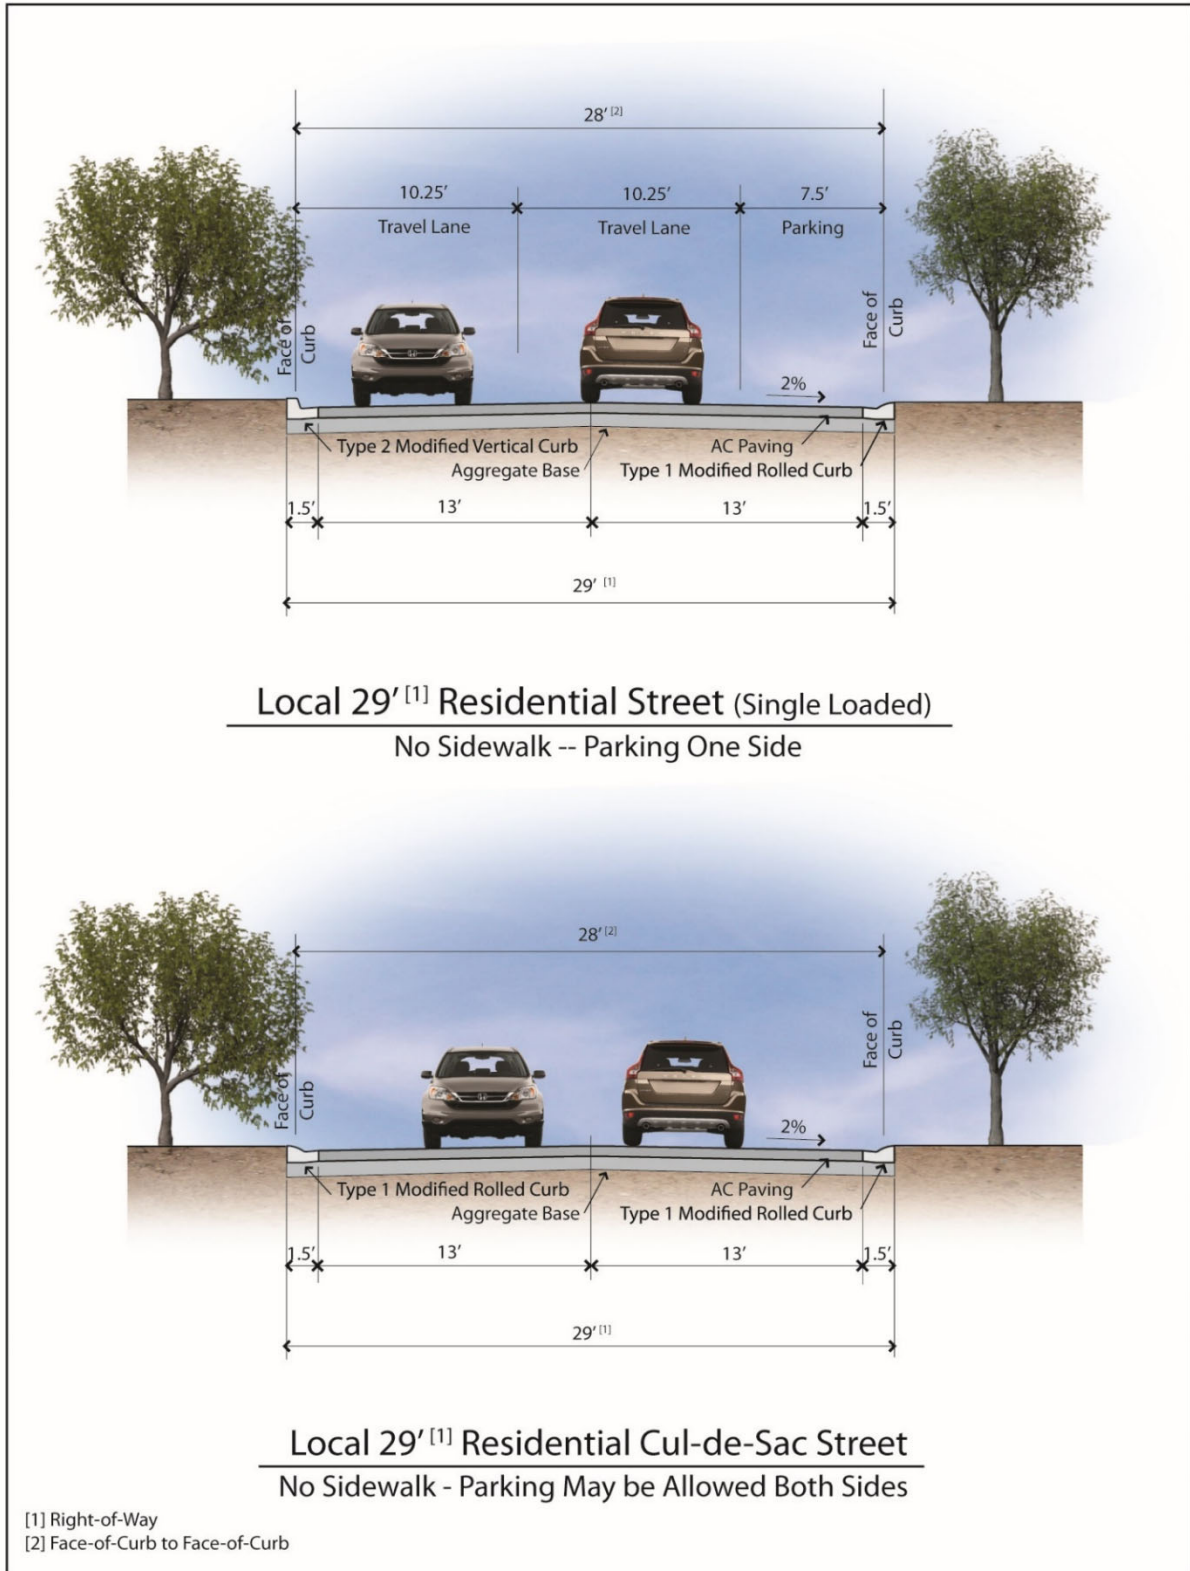 28' [2]
10.25' 10.25' 7.5'
Travel Lane Travel Lane Parking
Face of
Curb
Face of
Curb
2%
Type 2 Modified Vertical Curb AC Paving
Aggregate Base Type 1 Modified Rolled Curb
1.5' 13' 13' 1.5'
29' [1]
Local 29' [1] Residential Street (Single Loaded)
No Sidewalk -- Parking One Side
28' [2]
Face of
Curb
Face of
Curb
2%
Type 1 Modified Rolled Curb AC Paving
Aggregate Base Type 1 Modified Rolled Curb
1.5' 13' 13' 1.5'
29' [1]
Local 29' [1] Residential Cul-de-Sac Street
No Sidewalk - Parking May be Allowed Both Sides
[1] Right-of-Way
[2] Face-of-Curb to Face-of-Curb